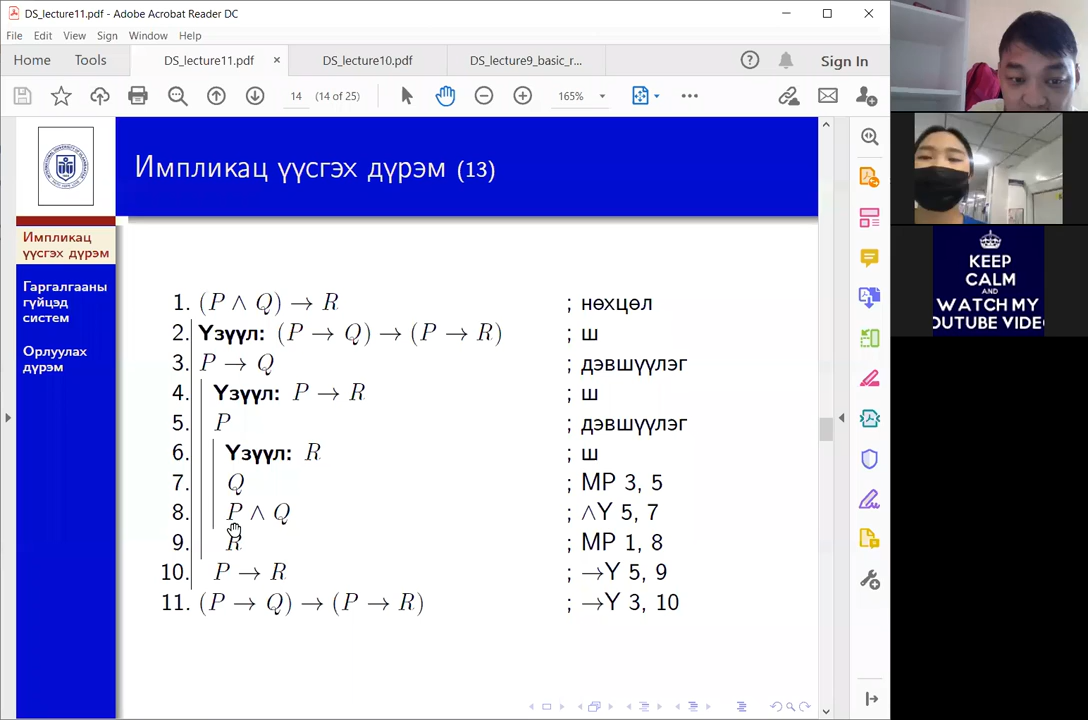 DS_lecture11.pdf - Adobe Acrobat Reader DC
File Edit View Sign Window Help
Home Tools DS_lecture11.pdf × DS_lecture10.pdf DS_lecture9_basic_r... Sign In
14 (14 of 25) 165%
Импликац үүсгэх дүрэм (13)
Импликац
үүсгэх дүрэм
Гаргалгааны
гүйцэд
систем
Орлуулах
дүрэм
1. (P ∧ Q) → R ; нөхцөл
2. Үзүүл: (P → Q) → (P → R) ; ш
3. P → Q ; дэвшүүлэг
4. Үзүүл: P → R ; ш
5. P ; дэвшүүлэг
6. Үзүүл: R ; ш
7. Q ; MP 3, 5
8. P ∧ Q ; ∧Ү 5, 7
9. R ; MP 1, 8
10. P → R ; →Ү 5, 9
11. (P → Q) → (P → R) ; →Ү 3, 10
KEEP
CALM
AND
WATCH MY
OUTUBE VIDE